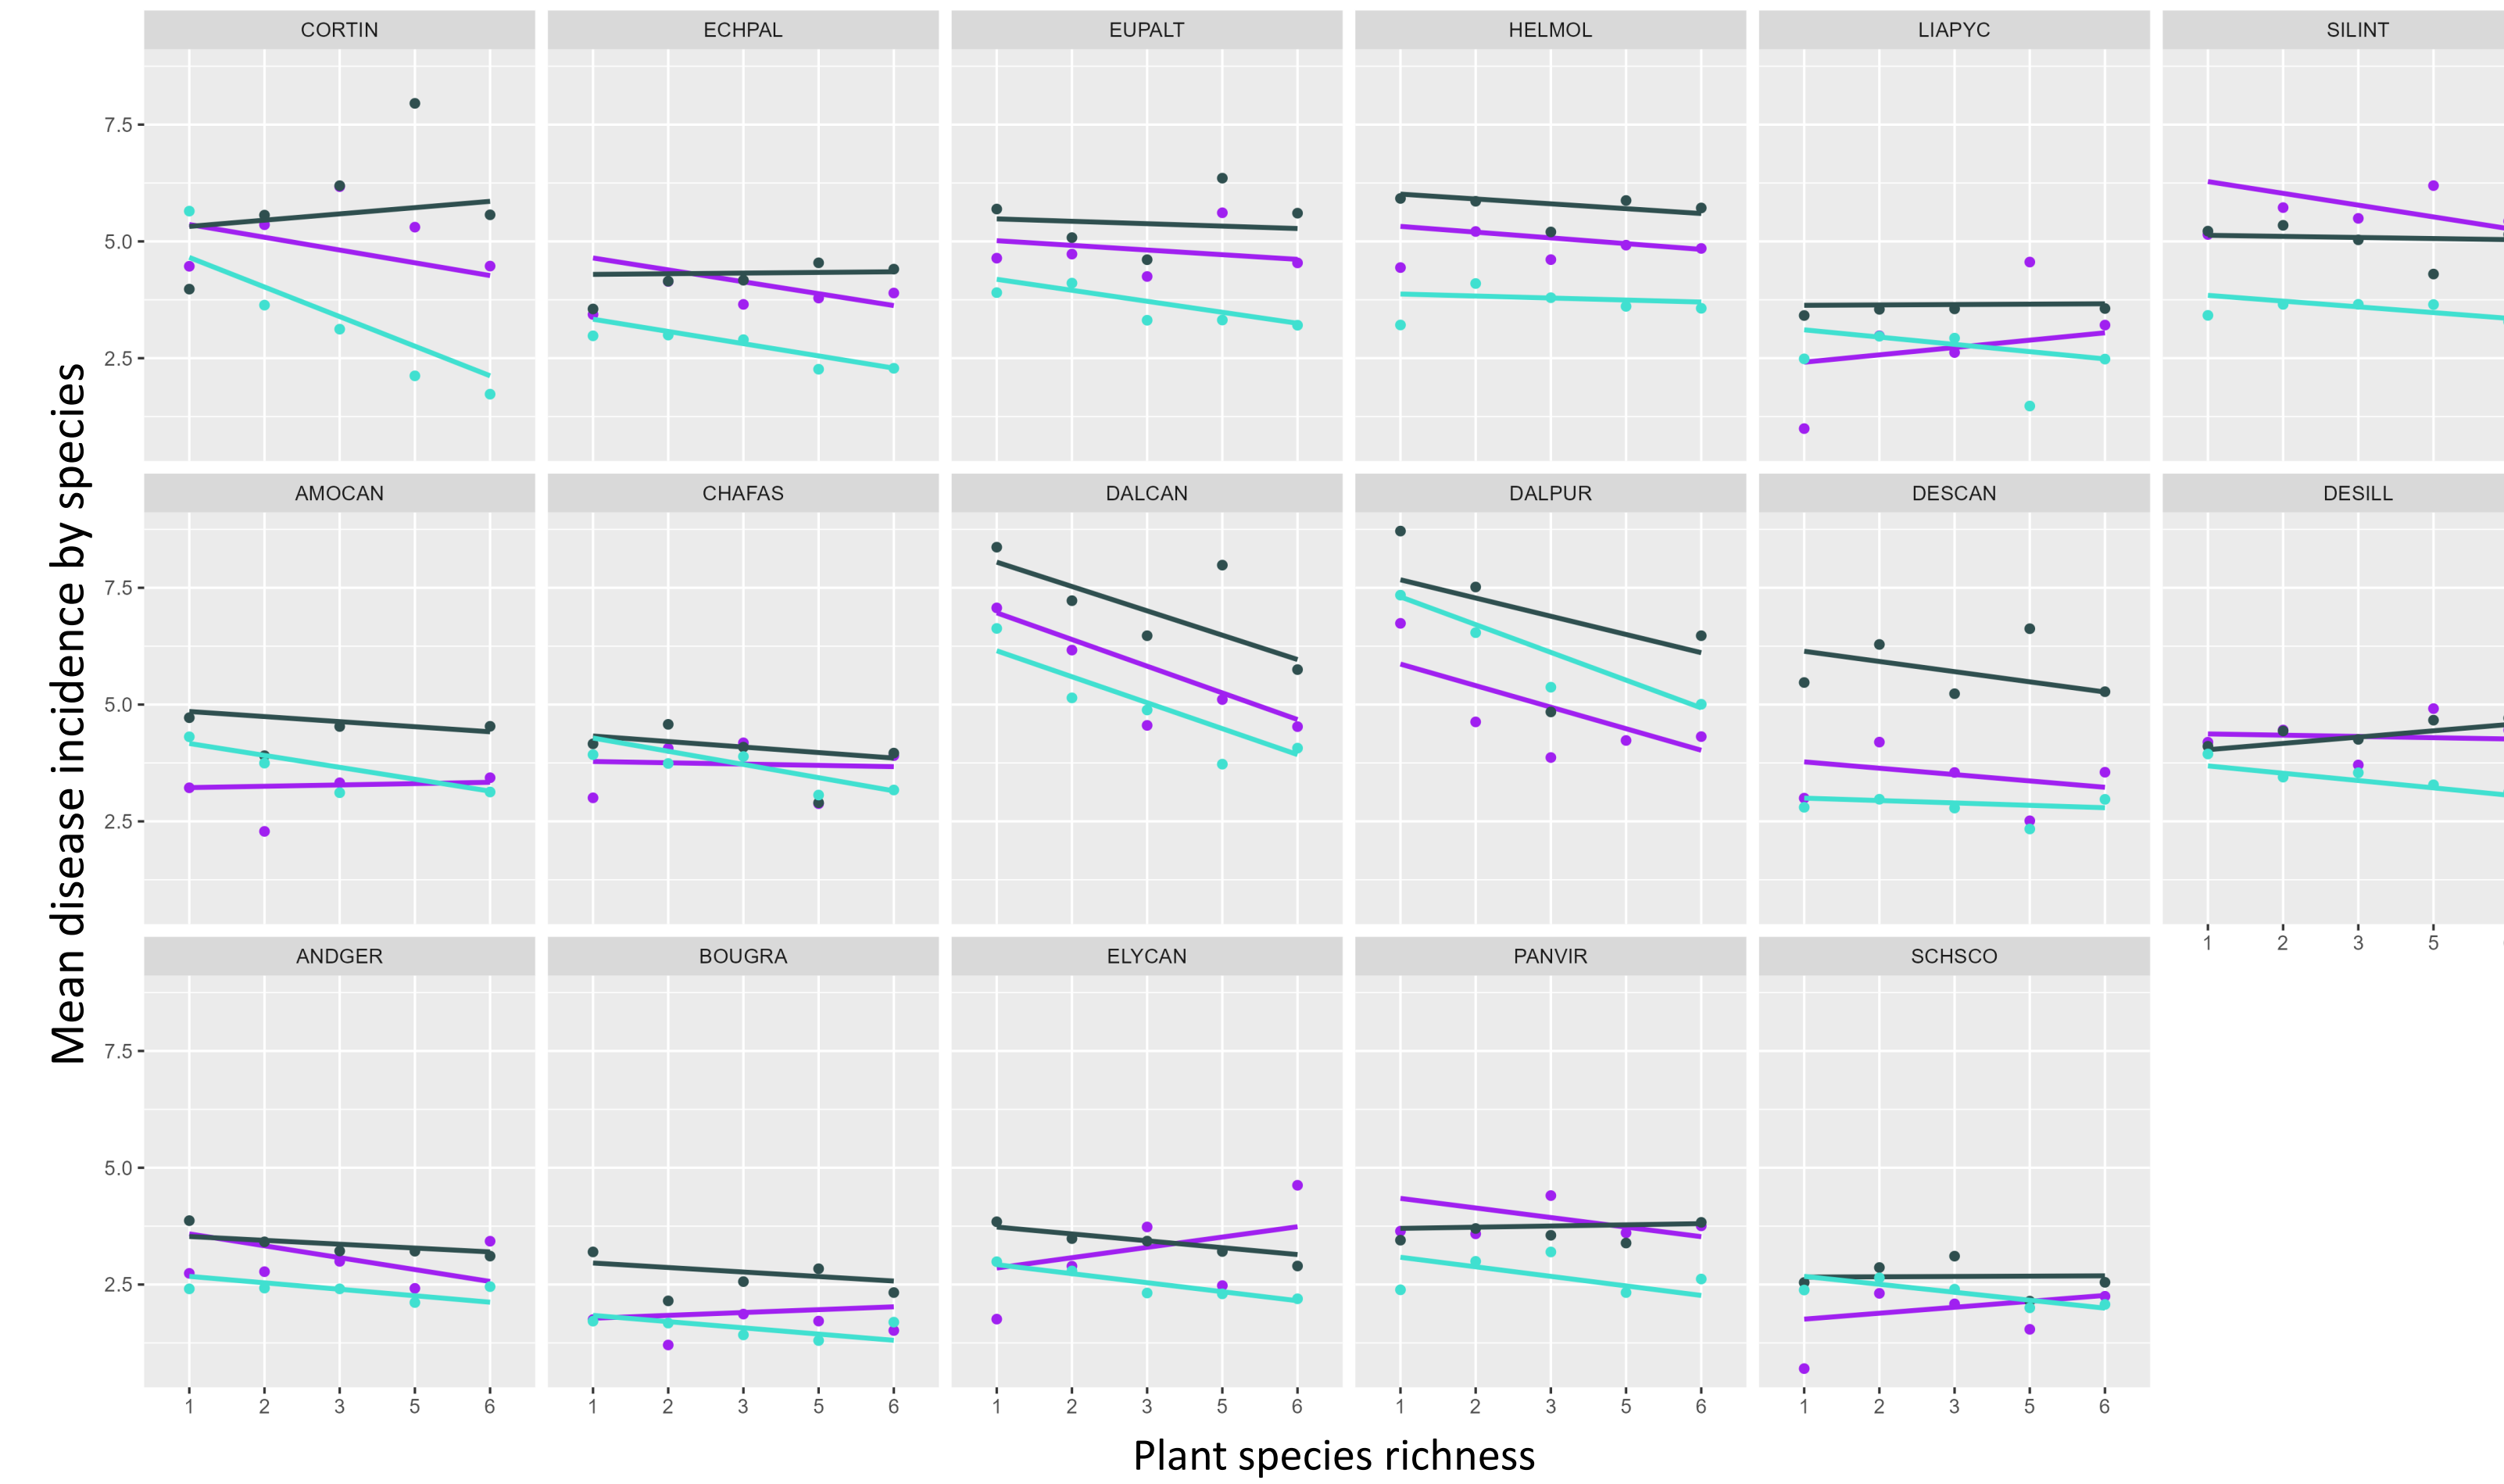 CORTIN ECHPAL EUPALT HELMOL LIAPYC SILINT
7.5
5.0
2.5
Mean disease incidence by species
AMOCAN CHAFAS DALCAN DALPUR DESCAN DESILL
7.5
5.0
2.5
1 2 3 5
ANDGER BOUGRA ELYCAN PANVIR SCHSCO
7.5
5.0
2.5
1 2 3 5 6 1 2 3 5 6 1 2 3 5 6 1 2 3 5 6 1 2 3 5 6
Plant species richness